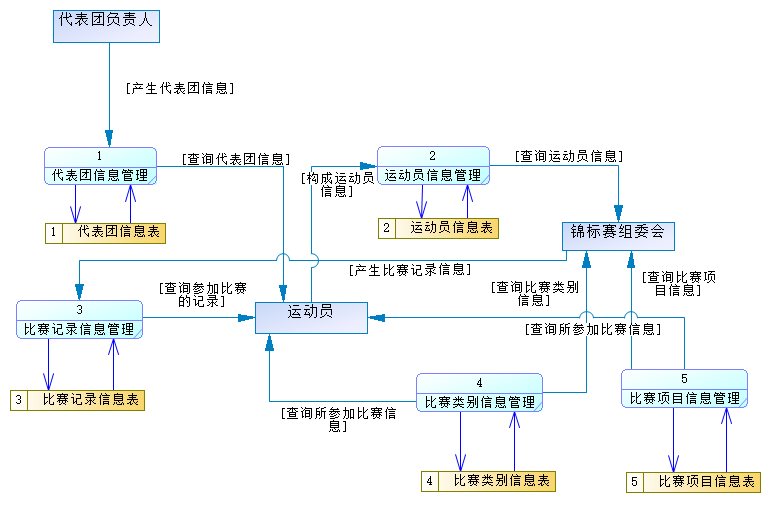 代表团负责人
[产生代表团信息]
1
代表团信息管理
[查询代表团信息]
[构成运动员
信息]
2
运动员信息管理
[查询运动员信息]
1 代表团信息表
2 运动员信息表
锦标赛组委会
[产生比赛记录信息]
[查询参加比赛
的记录]
[查询比赛类别
信息]
[查询比赛项
目信息]
3
比赛记录信息管理
运动员
[查询所参加比赛信息]
3 比赛记录信息表
[查询所参加比赛信
息]
4
比赛类别信息管理
5
比赛项目信息管理
4 比赛类别信息表
5 比赛项目信息表